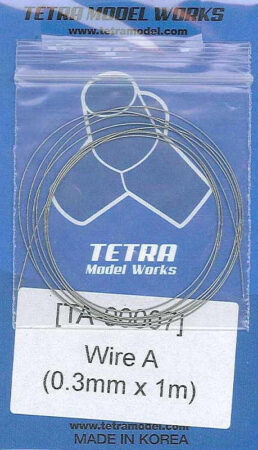 TETRA MODEL WORKS
www.tetramodel.com
TETRA
Model Works
Wire A
(0.3mm x 1m)
www.tetramodel.com
MADE IN KOREA